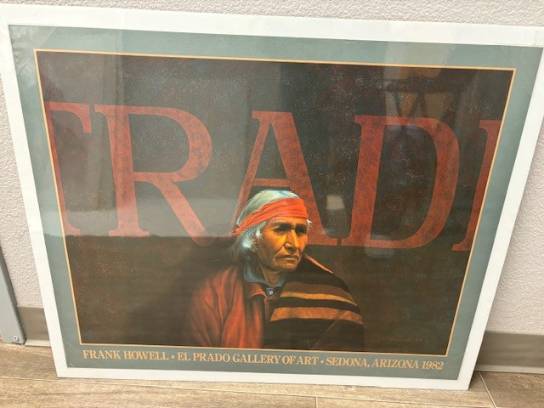 TRADI
FRANK HOWELL • EL PRADO GALLERY OF ART • SEDONA, ARIZONA 1982